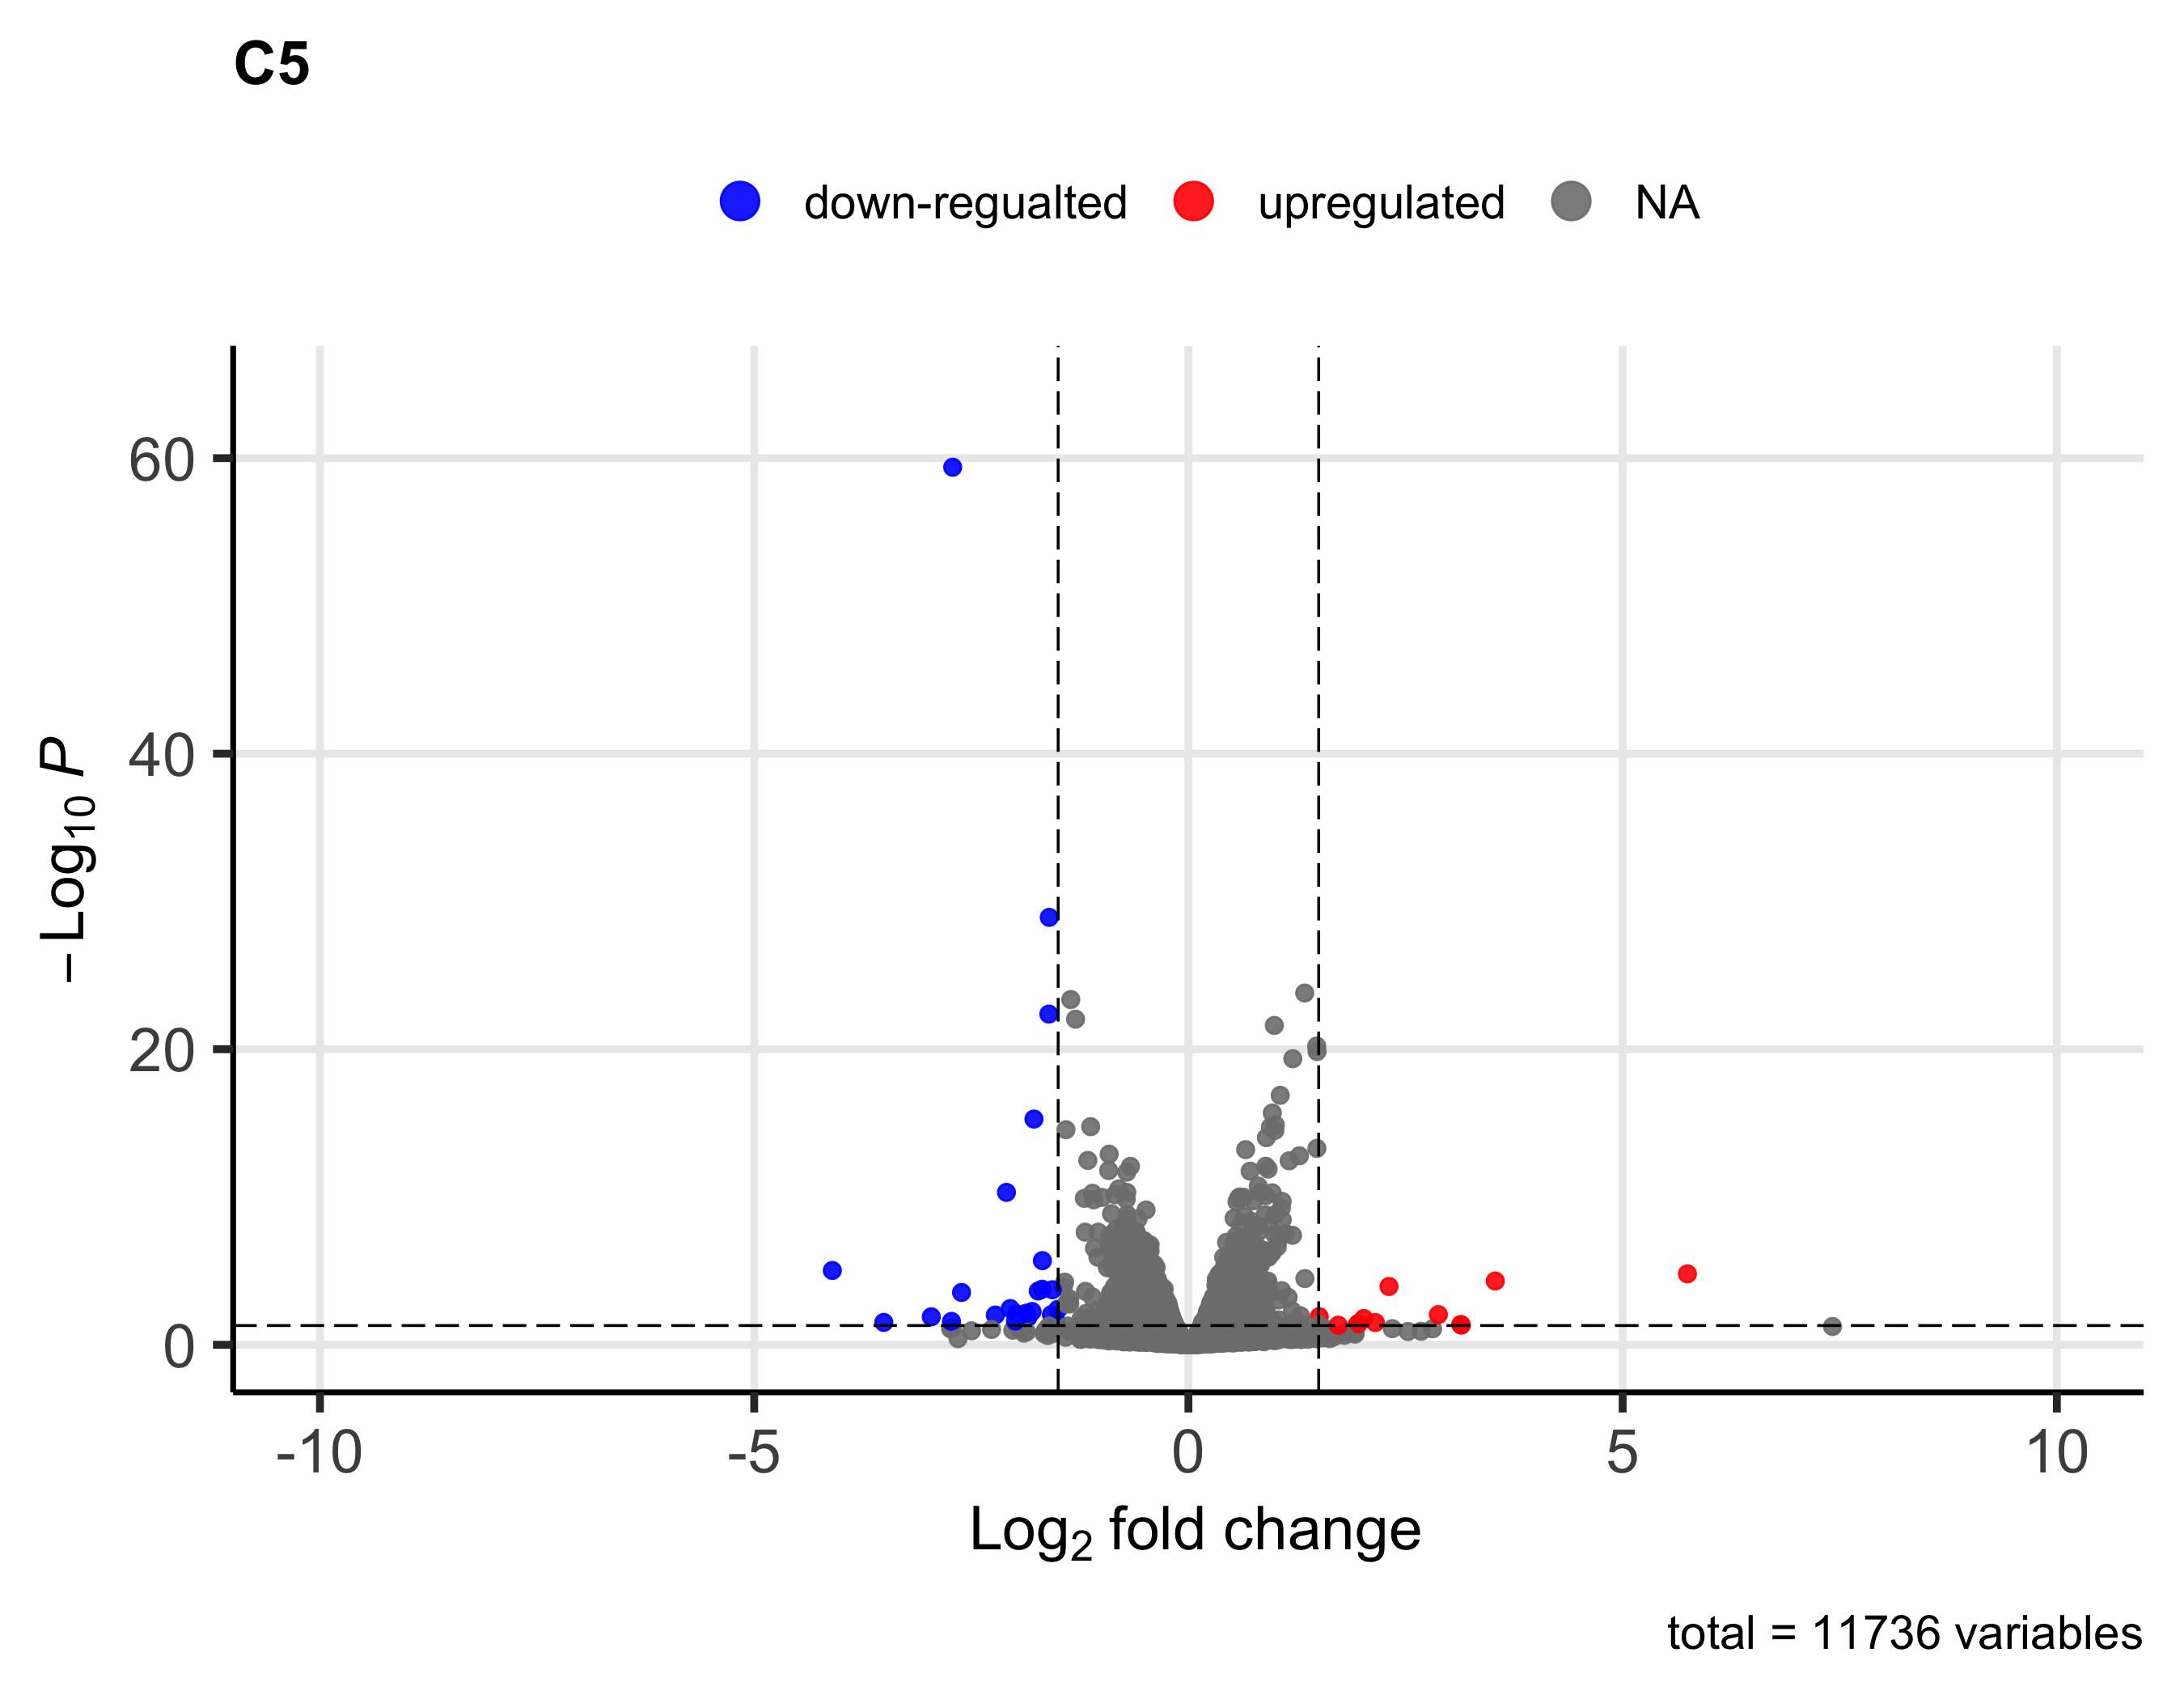 C5
down-regualted upregulated NA
60
40
20
0
−Log10 P
-10 -5 0 5 10
Log2 fold change
total = 11736 variables